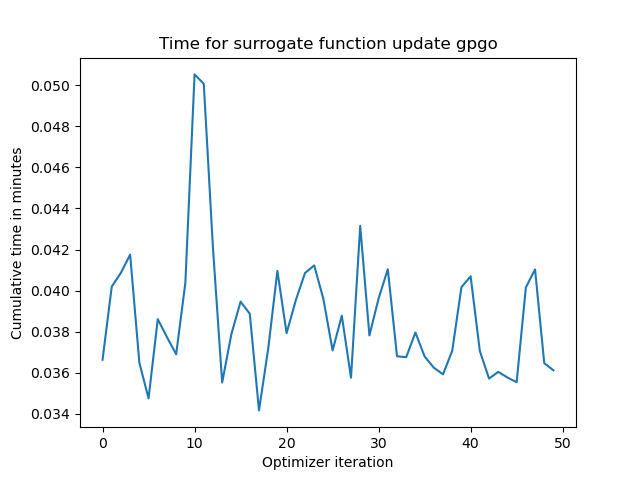 Time for surrogate function update gpgo
Cumulative time in minutes
0.050
0.048
0.046
0.044
0.042
0.040
0.038
0.036
0.034
0 10 20 30 40 50
Optimizer iteration